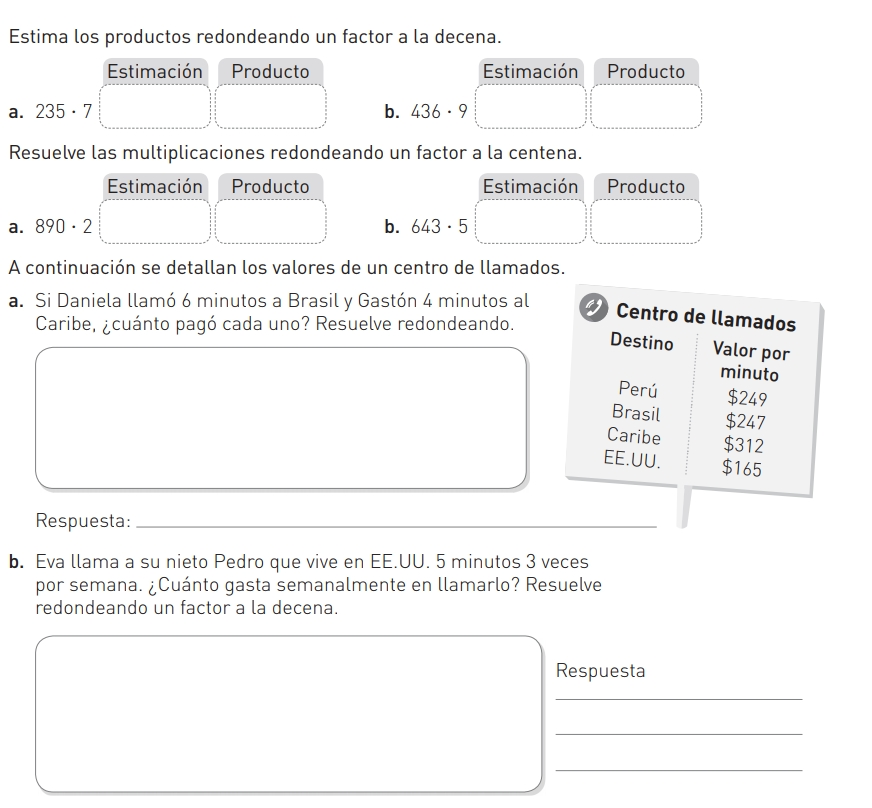 Estima los productos redondeando un factor a la decena.
Estimación Producto Estimación Producto
a. 235 · 7 b. 436 · 9
Resuelve las multiplicaciones redondeando un factor a la centena.
Estimación Producto Estimación Producto
a. 890 · 2 b. 643 · 5
A continuación se detallan los valores de un centro de llamados.
a. Si Daniela llamó 6 minutos a Brasil y Gastón 4 minutos al
Caribe, ¿cuánto pagó cada uno? Resuelve redondeando.
Centro de llamados
Destino Valor por
minuto
Perú $249
Brasil $247
Caribe $312
EE.UU. $165
Respuesta:
b. Eva llama a su nieto Pedro que vive en EE.UU. 5 minutos 3 veces
por semana. ¿Cuánto gasta semanalmente en llamarlo? Resuelve
redondeando un factor a la decena.
Respuesta